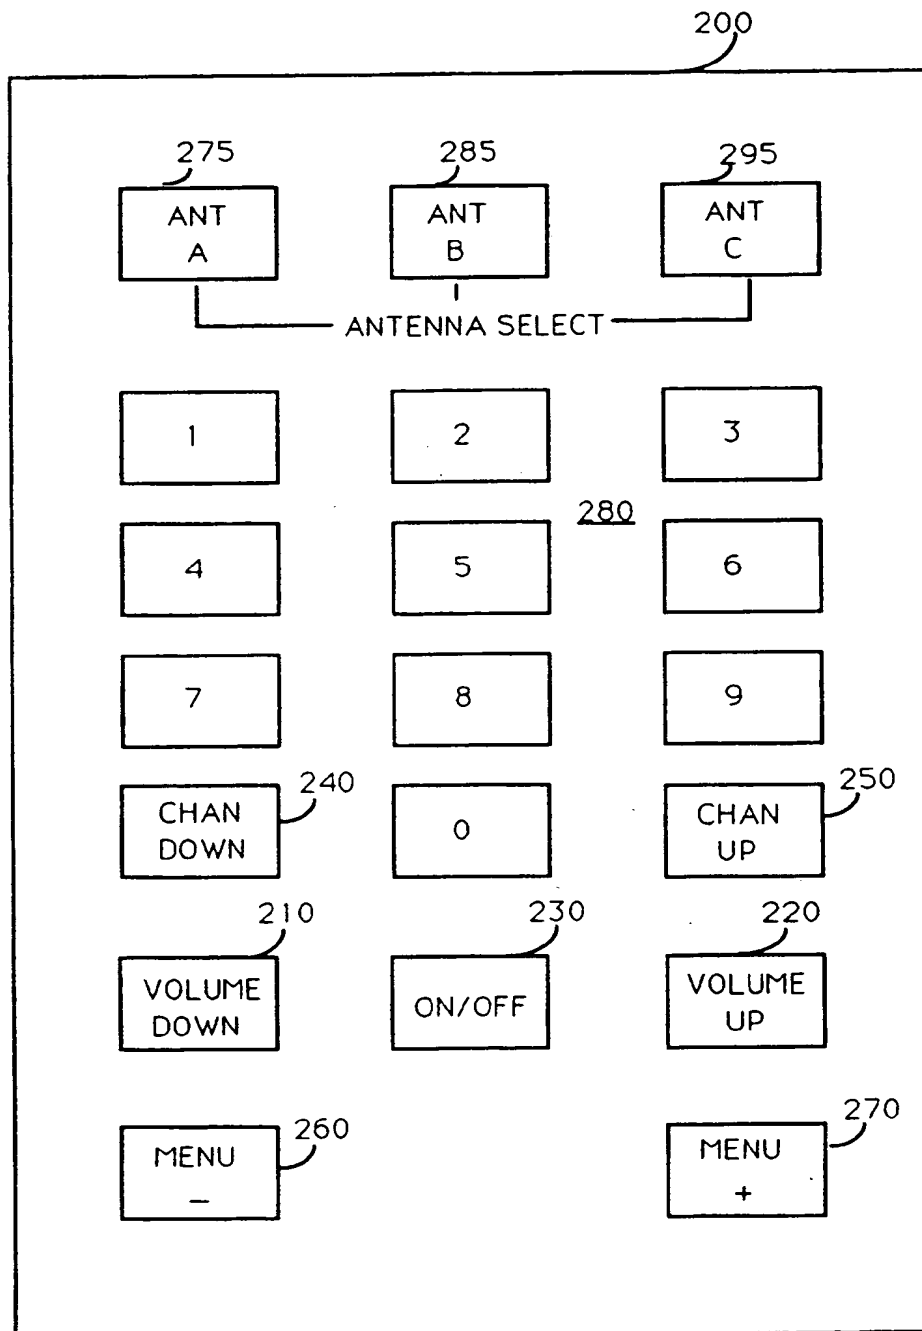 200
275 285 295
ANT ANT ANT
A B C
ANTENNA SELECT
1 2 3
280
4 5 6
7 8 9
240 250
CHAN 0 CHAN
DOWN UP
210 230 220
VOLUME ON/OFF VOLUME
DOWN UP
260 270
MENU MENU
- +